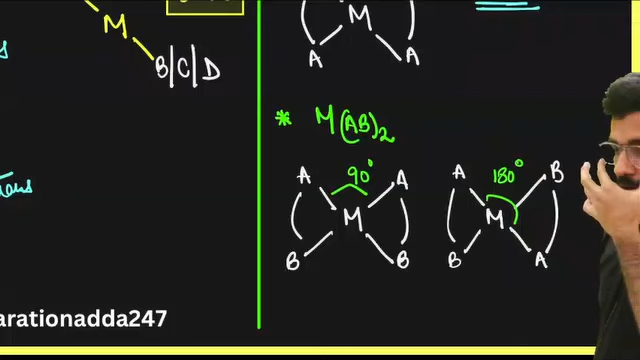 M
B/C/D
M
A A
* M(AB)2
90°
A A
M
B B
180°
A B
M
B A
arationadda247